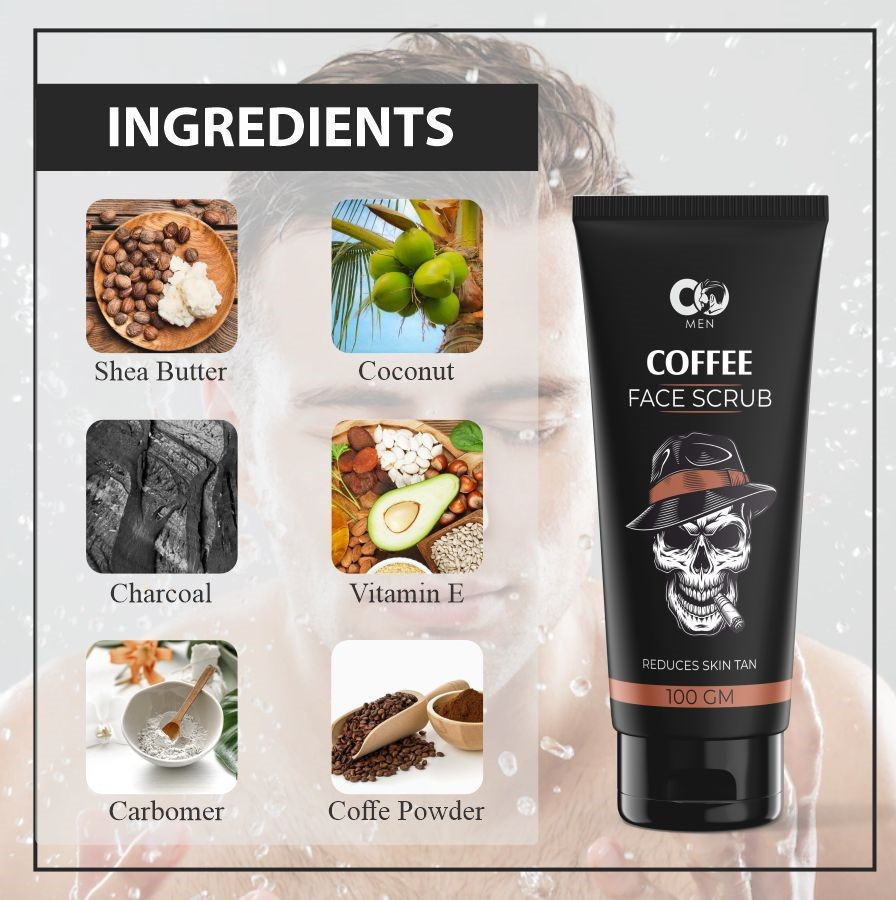 INGREDIENTS
Shea Butter
Coconut
Charcoal
Vitamin E
Carbomer
Coffe Powder
MEN
COFFEE
FACE SCRUB
REDUCES SKIN TAN
100 GM